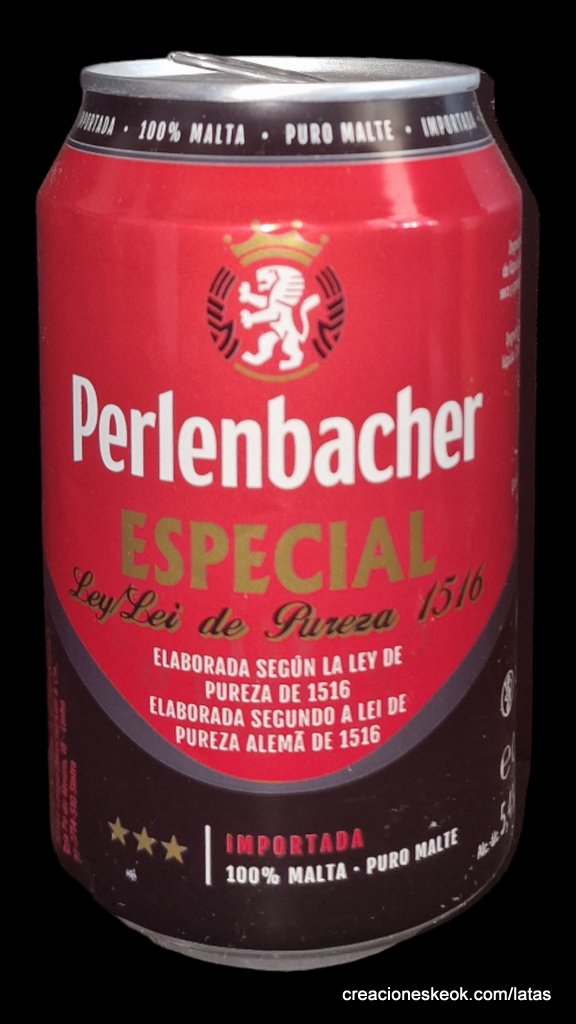 IMPORTADA · 100% MALTA · PURO MALTE · IMPORTADA
Perlenbacher
ESPECIAL
Ley/Lei de Pureza 1516
ELABORADA SEGÚN LA LEY DE
PUREZA DE 1516
ELABORADA SEGUNDO A LEI DE
PUREZA ALEMÃ DE 1516
IMPORTADA
100% MALTA · PURO MALTE
e
creacioneskeok.com/latas